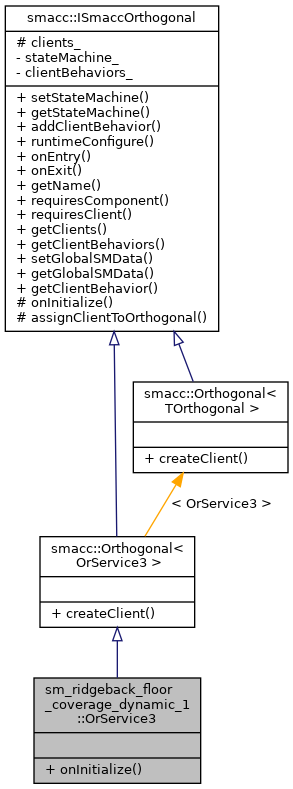 smacc::ISmaccOrthogonal
# clients_
- stateMachine_
- clientBehaviors_
+ setStateMachine()
+ getStateMachine()
+ addClientBehavior()
+ runtimeConfigure()
+ onEntry()
+ onExit()
+ getName()
+ requiresComponent()
+ requiresClient()
+ getClients()
+ getClientBehaviors()
+ setGlobalSMData()
+ getGlobalSMData()
+ getClientBehavior()
# onInitialize()
# assignClientToOrthogonal()
smacc::Orthogonal<
TOrthogonal >
+ createClient()
< OrService3 >
smacc::Orthogonal<
OrService3 >
+ createClient()
sm_ridgeback_floor
_coverage_dynamic_1
::OrService3
+ onInitialize()